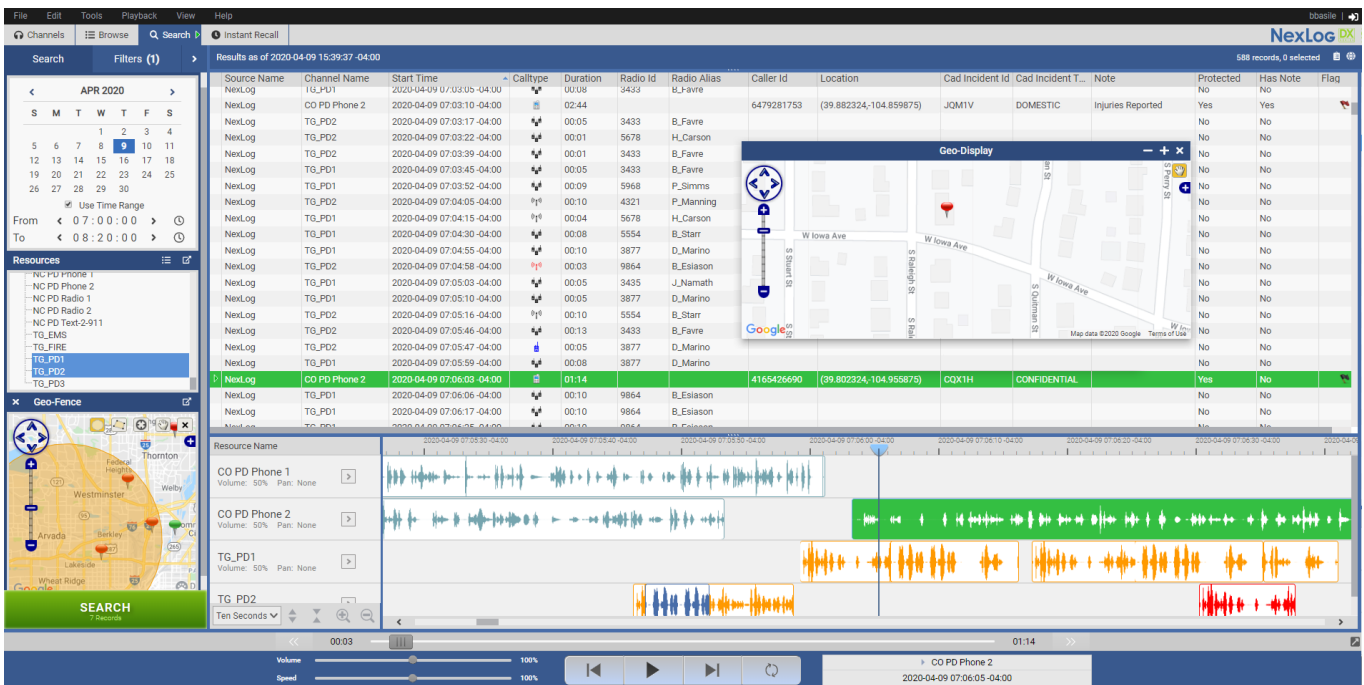 File Edit Tools Playback View Help bbasile
Channels Browse Search Instant Recall NexLog DX
Search Filters (1) Results as of 2020-04-09 15:39:37 -04:00 588 records, 0 selected
APR 2020
S M T W T F S
1 2 3 4
5 6 7 8 9 10 11
12 13 14 15 16 17 18
19 20 21 22 23 24 25
26 27 28 29 30
Use Time Range
From 07:00:00
To 08:20:00
Resources
NC PD Phone 1
NC PD Phone 2
NC PD Radio 1
NC PD Radio 2
NC PD Text-2-911
TG_EMS
TG_FIRE
TG_PD1
TG_PD2
TG_PD3
Geo-Fence
Thornton
Federal Heights
Welby
Westminster
Arvada
Berkley
Lakeside
Wheat Ridge
Google
SEARCH
7 Records
Source Name Channel Name Start Time Calltype Duration Radio Id Radio Alias Caller Id Location Cad Incident Id Cad Incident T... Note Protected Has Note Flag
NexLog TG_PD1 2020-04-09 07:03:05 -04:00 00:08 3433 B_Favre No No
NexLog CO PD Phone 2 2020-04-09 07:03:10 -04:00 02:44 6479281753 (39.882324,-104.859875) JQM1V DOMESTIC Injuries Reported Yes Yes
NexLog TG_PD2 2020-04-09 07:03:17 -04:00 00:05 3433 B_Favre No No
NexLog TG_PD2 2020-04-09 07:03:22 -04:00 00:01 5678 H_Carson No No
NexLog TG_PD2 2020-04-09 07:03:39 -04:00 00:01 3433 B_Favre No No
NexLog TG_PD1 2020-04-09 07:03:45 -04:00 00:05 3433 B_Favre No No
NexLog TG_PD1 2020-04-09 07:03:52 -04:00 00:09 5968 P_Simms No No
NexLog TG_PD2 2020-04-09 07:04:05 -04:00 00:10 4321 P_Manning No No
NexLog TG_PD1 2020-04-09 07:04:15 -04:00 00:04 5678 H_Carson No No
NexLog TG_PD1 2020-04-09 07:04:30 -04:00 00:08 5554 B_Starr No No
NexLog TG_PD1 2020-04-09 07:04:55 -04:00 00:10 3877 D_Marino No No
NexLog TG_PD2 2020-04-09 07:04:58 -04:00 00:03 9864 B_Esiason No No
NexLog TG_PD1 2020-04-09 07:05:03 -04:00 00:05 3435 J_Namath No No
NexLog TG_PD1 2020-04-09 07:05:10 -04:00 00:05 3877 D_Marino No No
NexLog TG_PD2 2020-04-09 07:05:16 -04:00 00:10 5554 B_Starr No No
NexLog TG_PD2 2020-04-09 07:05:46 -04:00 00:13 3433 B_Favre No No
NexLog TG_PD2 2020-04-09 07:05:47 -04:00 00:05 3877 D_Marino No No
NexLog TG_PD1 2020-04-09 07:05:59 -04:00 00:08 3877 D_Marino No No
NexLog CO PD Phone 2 2020-04-09 07:06:03 -04:00 01:14 4165426690 (39.802324,-104.955875) CQX1H CONFIDENTIAL Yes No
NexLog TG_PD1 2020-04-09 07:06:06 -04:00 00:10 9864 B_Esiason No No
NexLog TG_PD1 2020-04-09 07:06:17 -04:00 00:10 9864 B_Esiason No No
Geo-Display
S Perry St
W Iowa Ave
W Iowa Ave
W Iowa Ave
S Stuart St
S Raleigh St
S Quitman St
Google
Map data ©2020 Google Terms of Use
Resource Name 2020-04-09 07:05:30 -04:00 2020-04-09 07:05:40 -04:00 2020-04-09 07:05:50 -04:00 2020-04-09 07:06:00 -04:00 2020-04-09 07:06:10 -04:00 2020-04-09 07:06:20 -04:00 2020-04-09 07:06:30 -04:00
CO PD Phone 1
Volume: 50% Pan: None
CO PD Phone 2
Volume: 50% Pan: None
TG_PD1
Volume: 50% Pan: None
TG_PD2
Ten Seconds
00:03 01:14
Volume 100%
Speed 100%
CO PD Phone 2
2020-04-09 07:06:05 -04:00